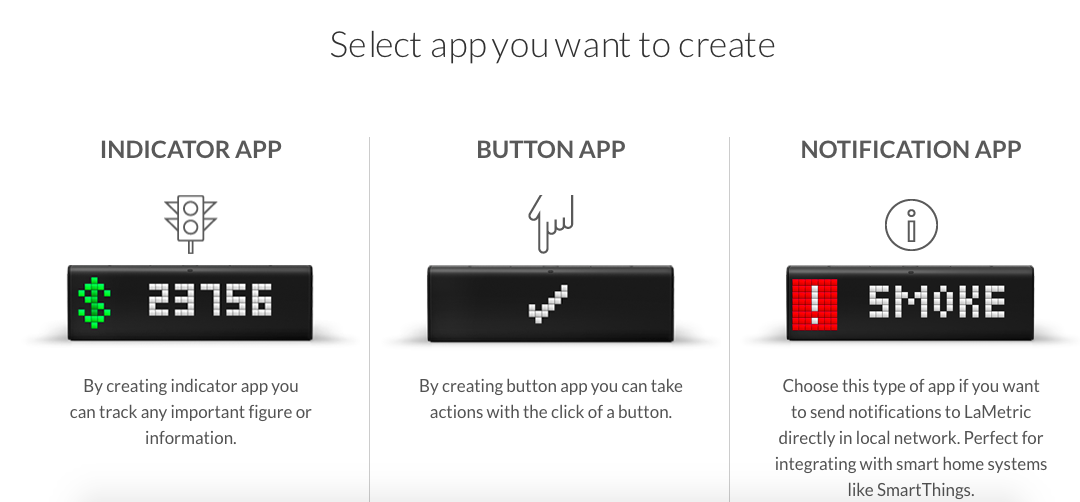 Select app you want to create
INDICATOR APP
23756
By creating indicator app you
can track any important figure or
information.
BUTTON APP
By creating button app you can take
actions with the click of a button.
NOTIFICATION APP
! SMOKE
Choose this type of app if you want
to send notifications to LaMetric
directly in local network. Perfect for
integrating with smart home systems
like SmartThings.